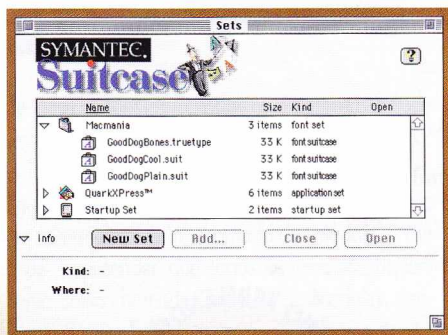 Sets
SYMANTEC.
Suitcase
?
Name Size Kind Open
Macmania 3 items font set
GoodDogBones.truetype 33 K font suitcase
GoodDogCool.suit 33 K font suitcase
GoodDogPlain.suit 33 K font suitcase
QuarkXPress™ 6 items application set
Startup Set 2 items startup set
Info New Set Add... Close Open
Kind: -
Where: -